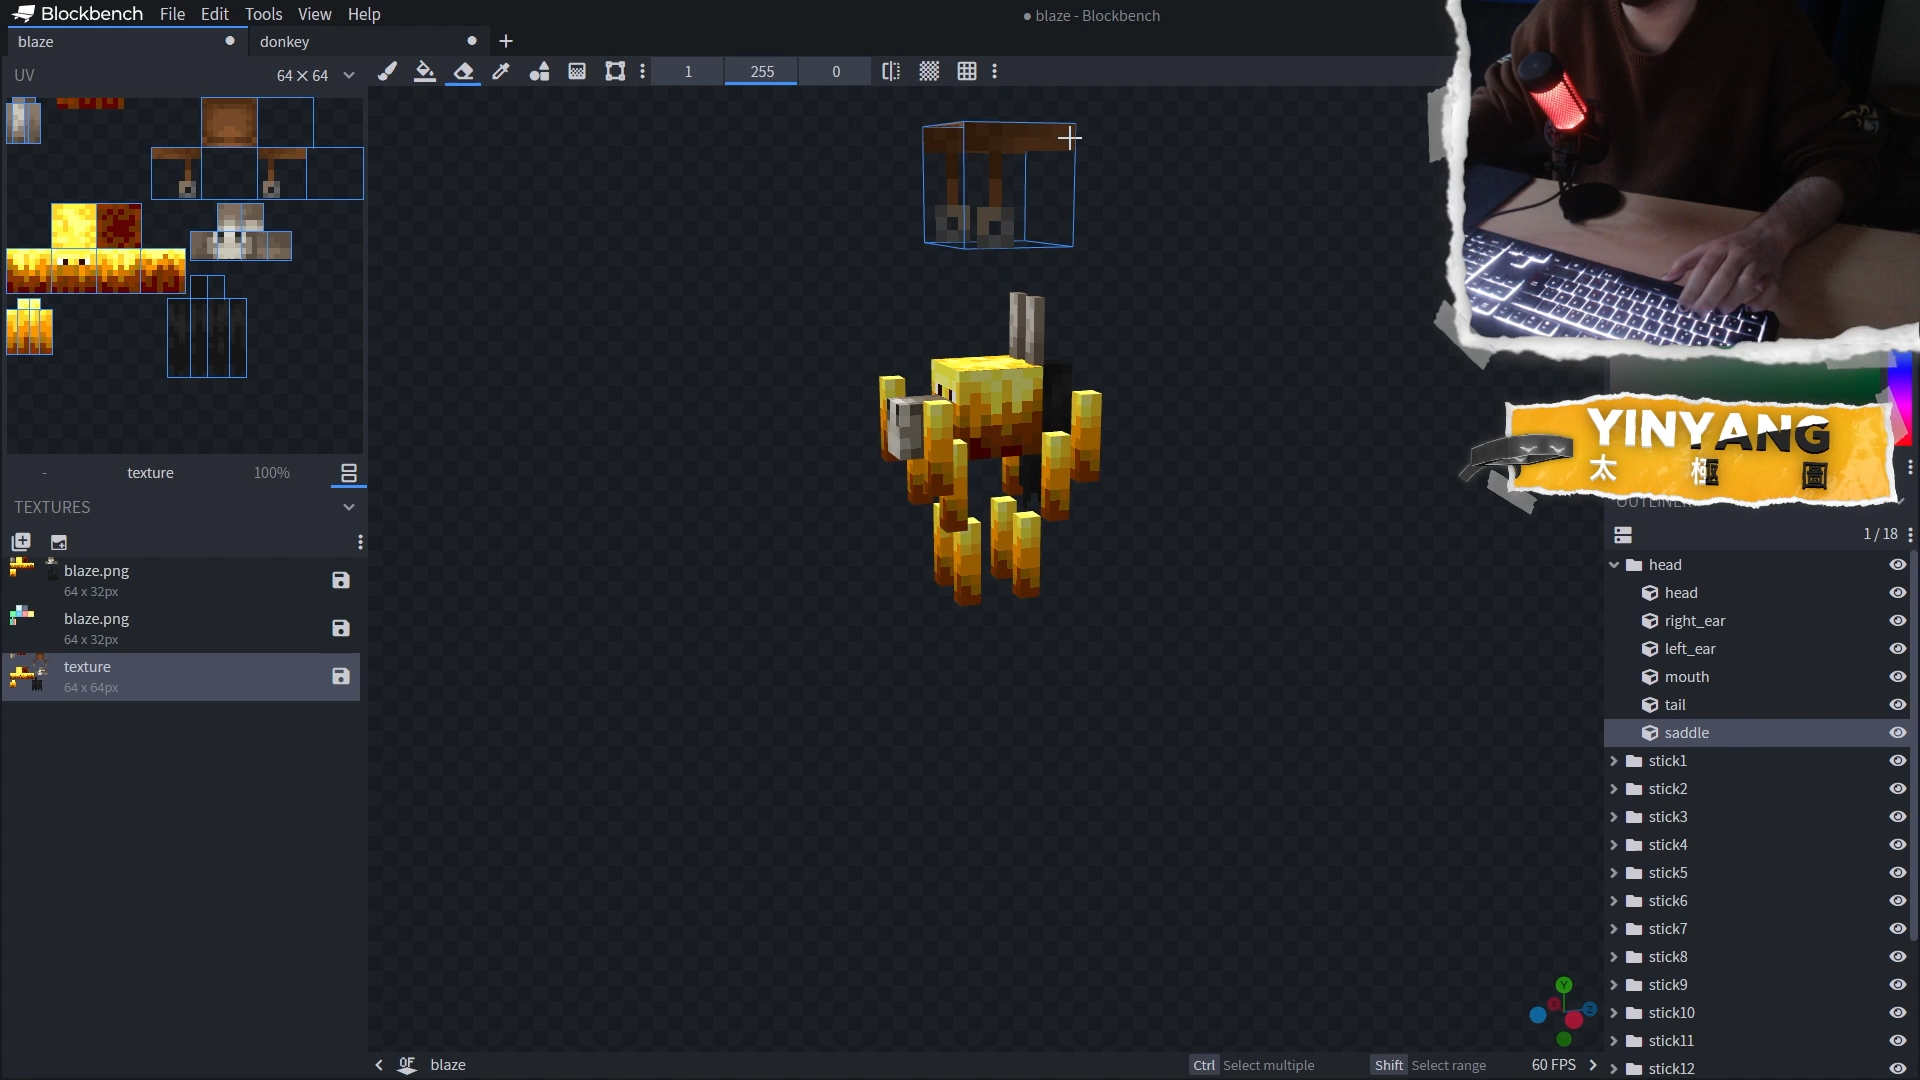 Blockbench File Edit Tools View Help
● blaze - Blockbench
blaze
donkey
UV
64 × 64
1
255
0
- texture 100%
TEXTURES
blaze.png
64 x 32px
blaze.png
64 x 32px
texture
64 x 64px
YINYANG
太極圖
OUTLINER
1 / 18
head
head
right_ear
left_ear
mouth
tail
saddle
stick1
stick2
stick3
stick4
stick5
stick6
stick7
stick8
stick9
stick10
stick11
stick12
Y
Z
OF blaze
Ctrl Select multiple
Shift Select range
60 FPS